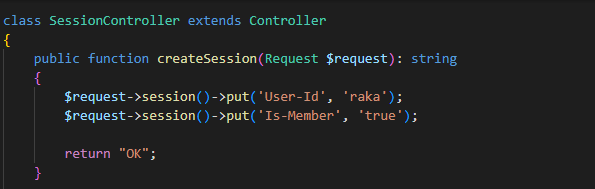 class SessionController extends Controller
{
    public function createSession(Request $request): string
    {
        $request->session()->put('User-Id', 'raka');
        $request->session()->put('Is-Member', 'true');

        return "OK";
    }